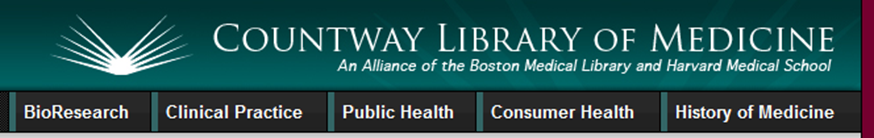 COUNTWAY LIBRARY OF MEDICINE
An Alliance of the Boston Medical Library and Harvard Medical School
BioResearch Clinical Practice Public Health Consumer Health History of Medicine